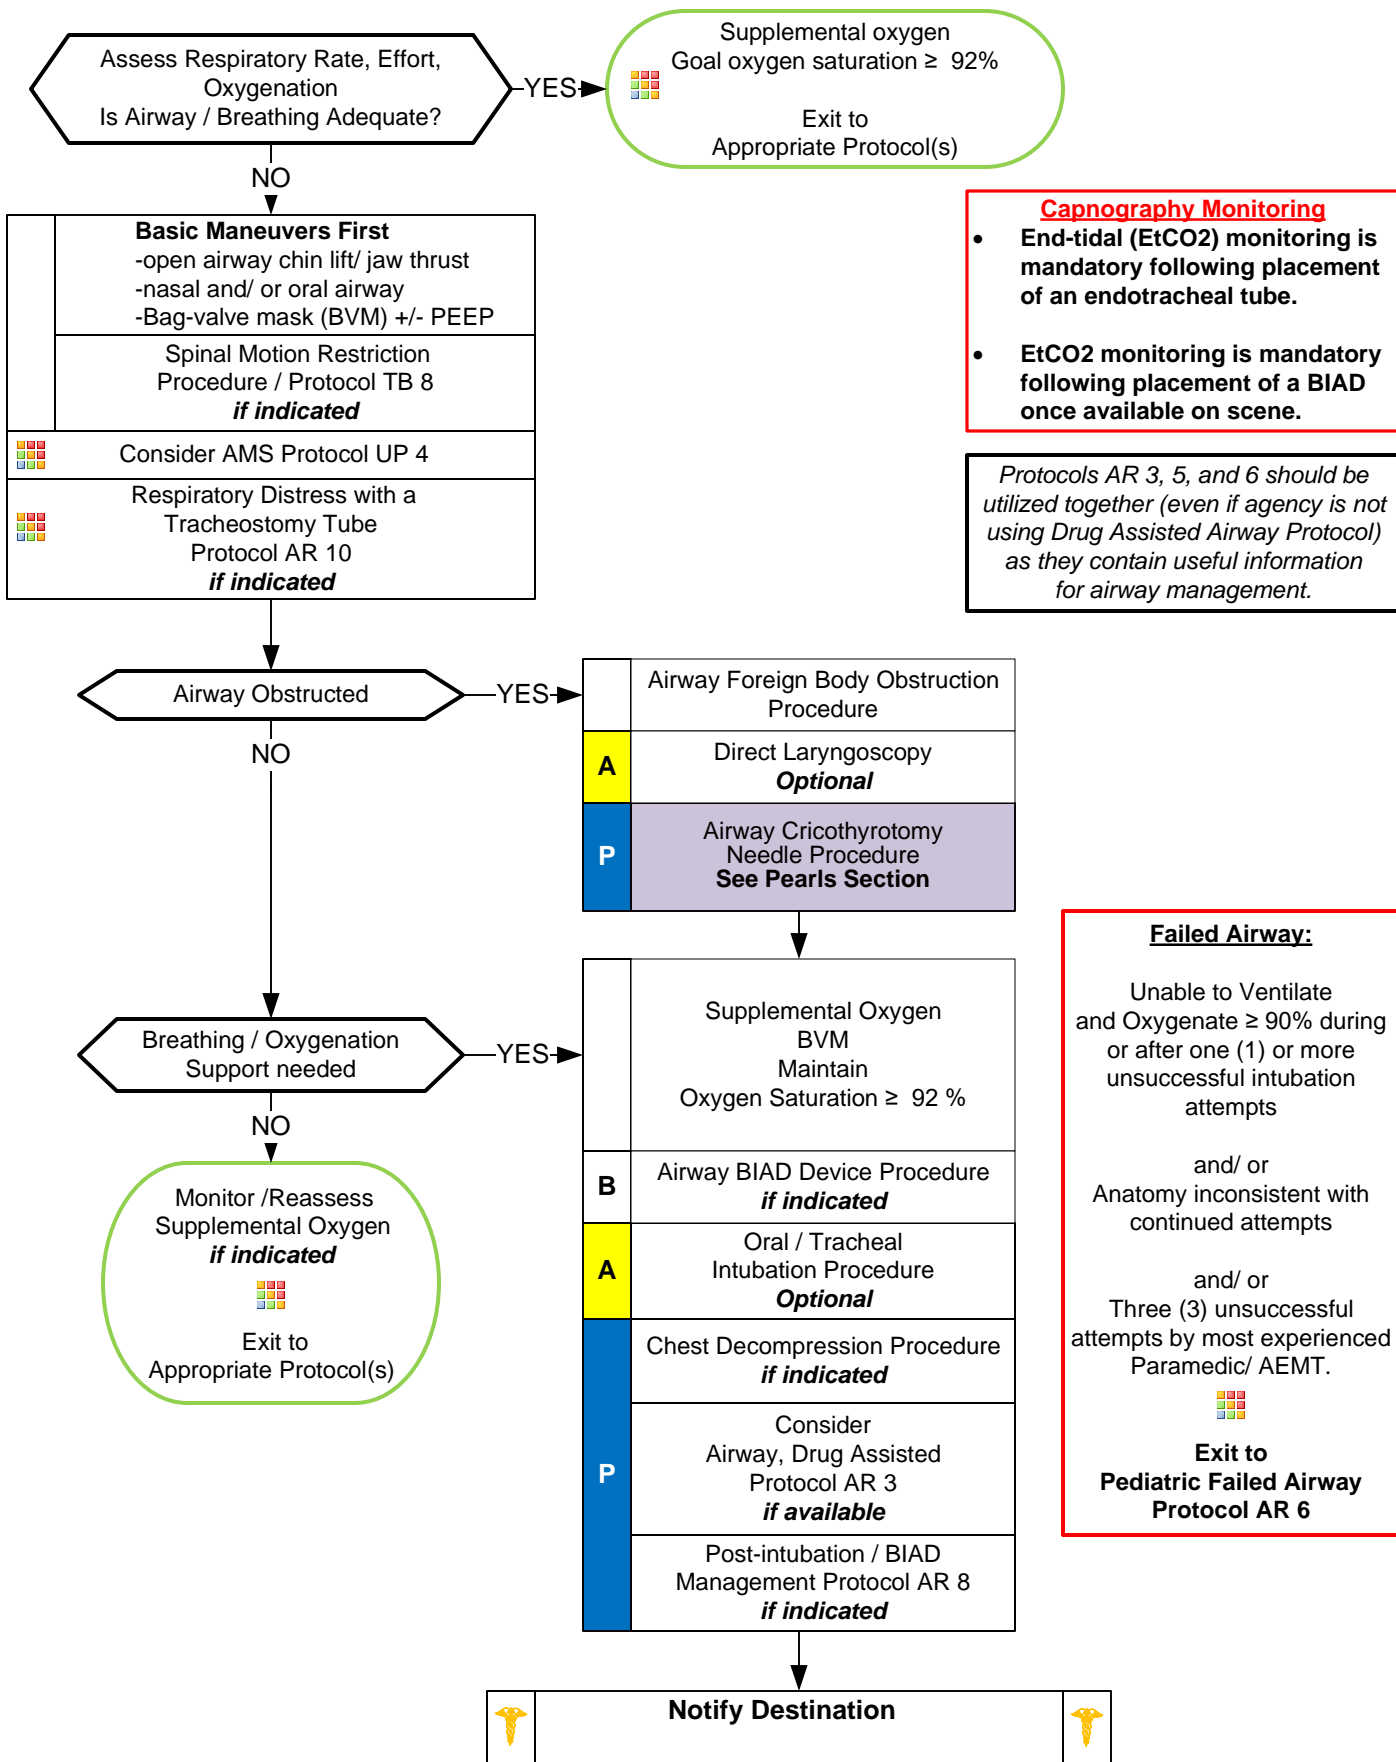 Assess Respiratory Rate, Effort,
Oxygenation
Is Airway / Breathing Adequate?
YES
Supplemental oxygen
Goal oxygen saturation ≥ 92%
Exit to
Appropriate Protocol(s)
NO
Basic Maneuvers First
-open airway chin lift/ jaw thrust
-nasal and/ or oral airway
-Bag-valve mask (BVM) +/- PEEP
Spinal Motion Restriction
Procedure / Protocol TB 8
if indicated
Consider AMS Protocol UP 4
Respiratory Distress with a
Tracheostomy Tube
Protocol AR 10
if indicated
Capnography Monitoring
• End-tidal (EtCO2) monitoring is
mandatory following placement
of an endotracheal tube.
• EtCO2 monitoring is mandatory
following placement of a BIAD
once available on scene.
Protocols AR 3, 5, and 6 should be
utilized together (even if agency is not
using Drug Assisted Airway Protocol)
as they contain useful information
for airway management.
Airway Obstructed
YES
NO
Airway Foreign Body Obstruction
Procedure
A
Direct Laryngoscopy
Optional
P
Airway Cricothyrotomy
Needle Procedure
See Pearls Section
Breathing / Oxygenation
Support needed
YES
NO
Supplemental Oxygen
BVM
Maintain
Oxygen Saturation ≥ 92 %
B
Airway BIAD Device Procedure
if indicated
A
Oral / Tracheal
Intubation Procedure
Optional
P
Chest Decompression Procedure
if indicated
Consider
Airway, Drug Assisted
Protocol AR 3
if available
Post-intubation / BIAD
Management Protocol AR 8
if indicated
Monitor /Reassess
Supplemental Oxygen
if indicated
Exit to
Appropriate Protocol(s)
Failed Airway:
Unable to Ventilate
and Oxygenate ≥ 90% during
or after one (1) or more
unsuccessful intubation
attempts
and/ or
Anatomy inconsistent with
continued attempts
and/ or
Three (3) unsuccessful
attempts by most experienced
Paramedic/ AEMT.
Exit to
Pediatric Failed Airway
Protocol AR 6
Notify Destination